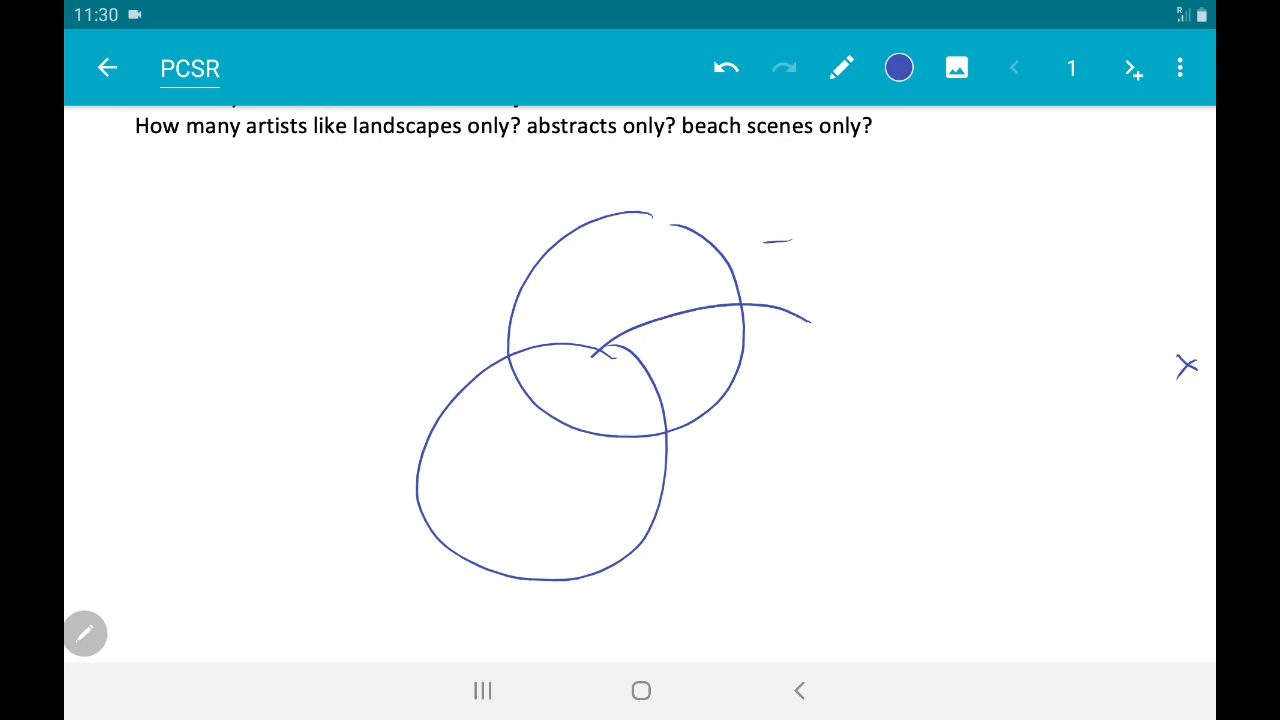 11:30
R
PCSR
1
How many artists like landscapes only? abstracts only? beach scenes only?
x